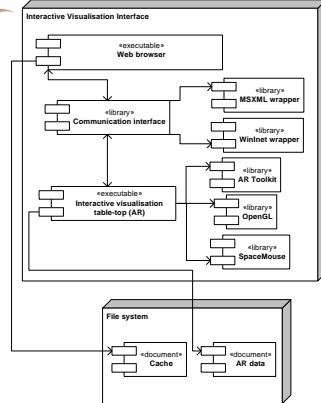 Interactive Visualisation Interface
«executable»
Web browser
«library»
MSXML wrapper
«library»
Communication interface
«library»
WinInet wrapper
«library»
AR Toolkit
«executable»
Interactive visualisation
table-top (AR)
«library»
OpenGL
«library»
SpaceMouse
File system
«document»
Cache
«document»
AR data